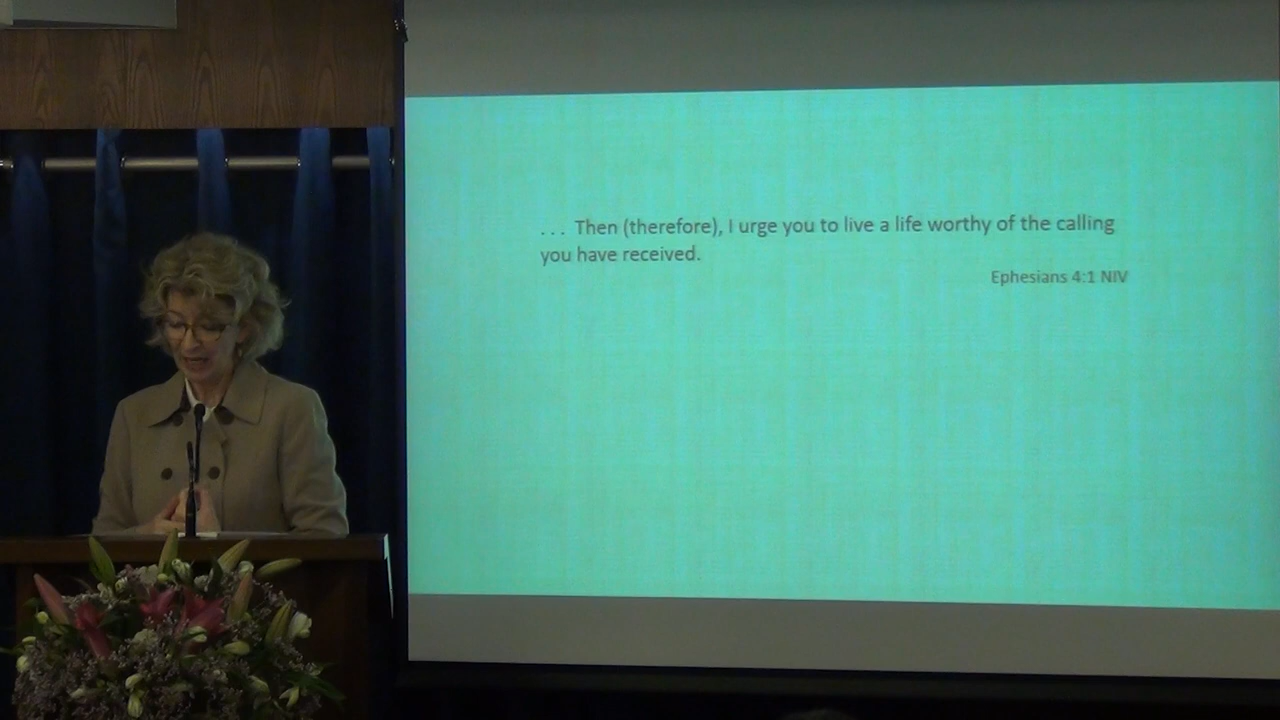 . . . Then (therefore), I urge you to live a life worthy of the calling
you have received.
Ephesians 4:1 NIV